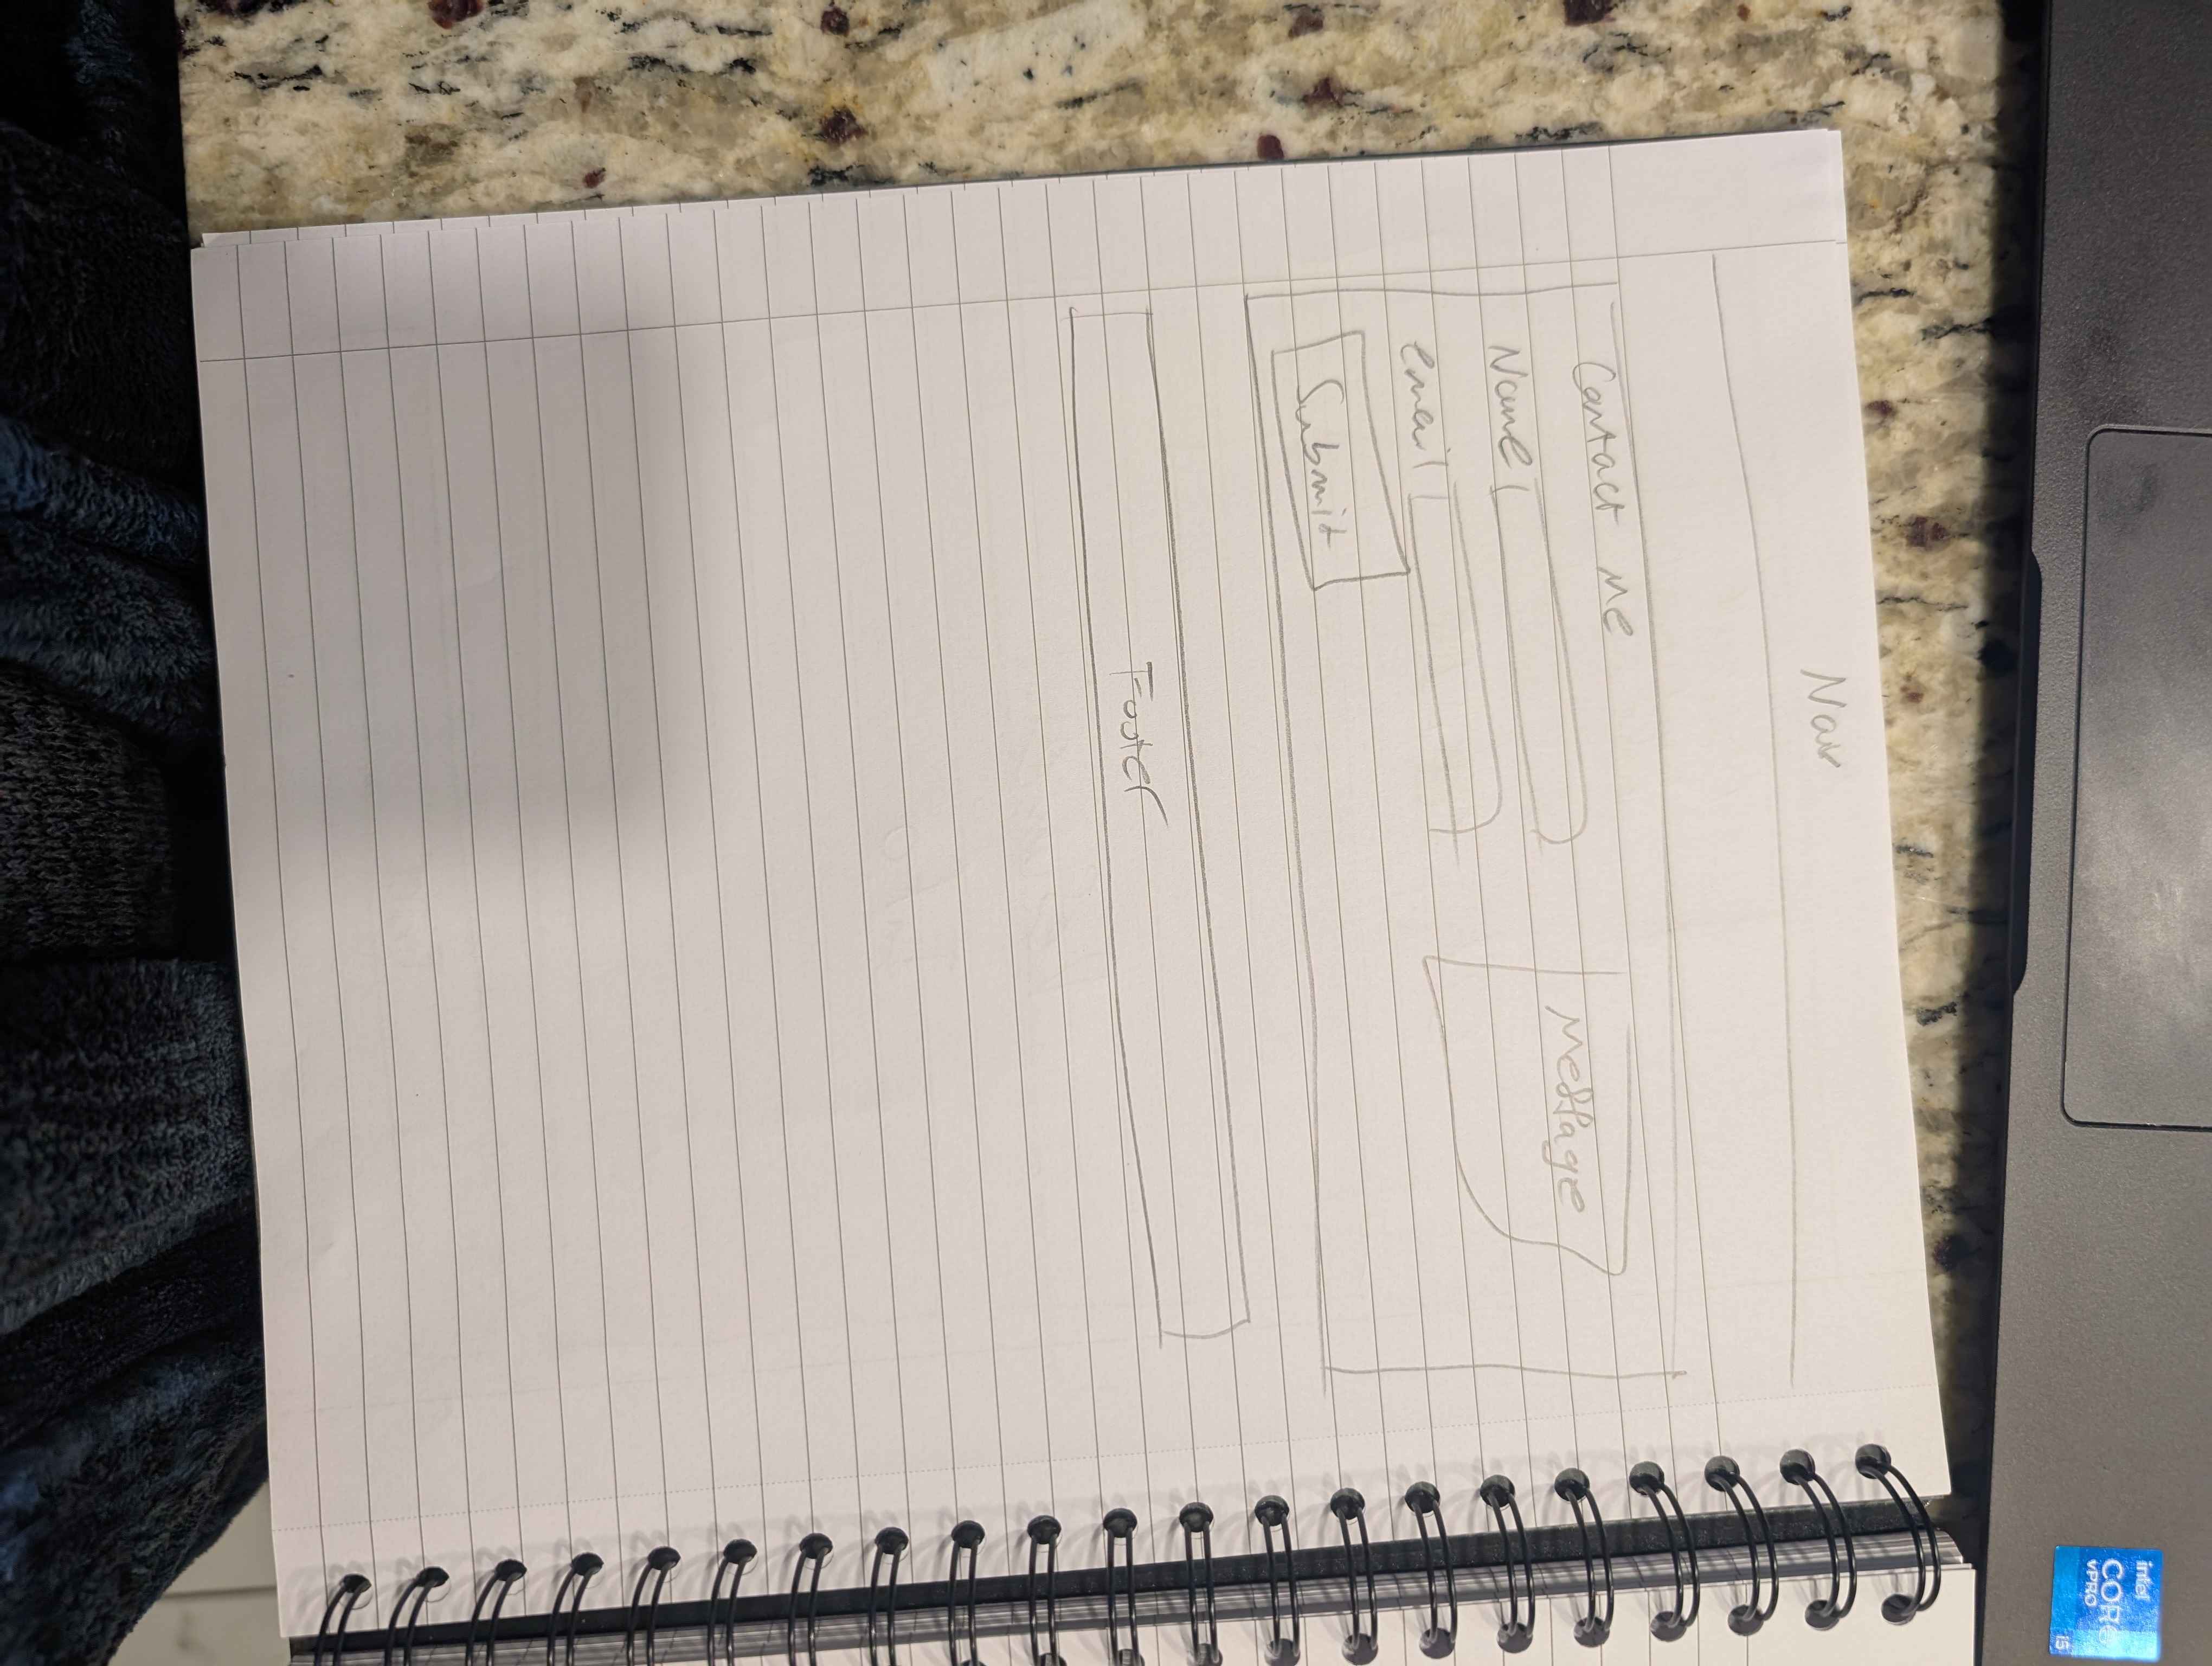 intel
CORE
vPRO
i5
Nav
Contact Me
Message
Name
email
Submit
Footer